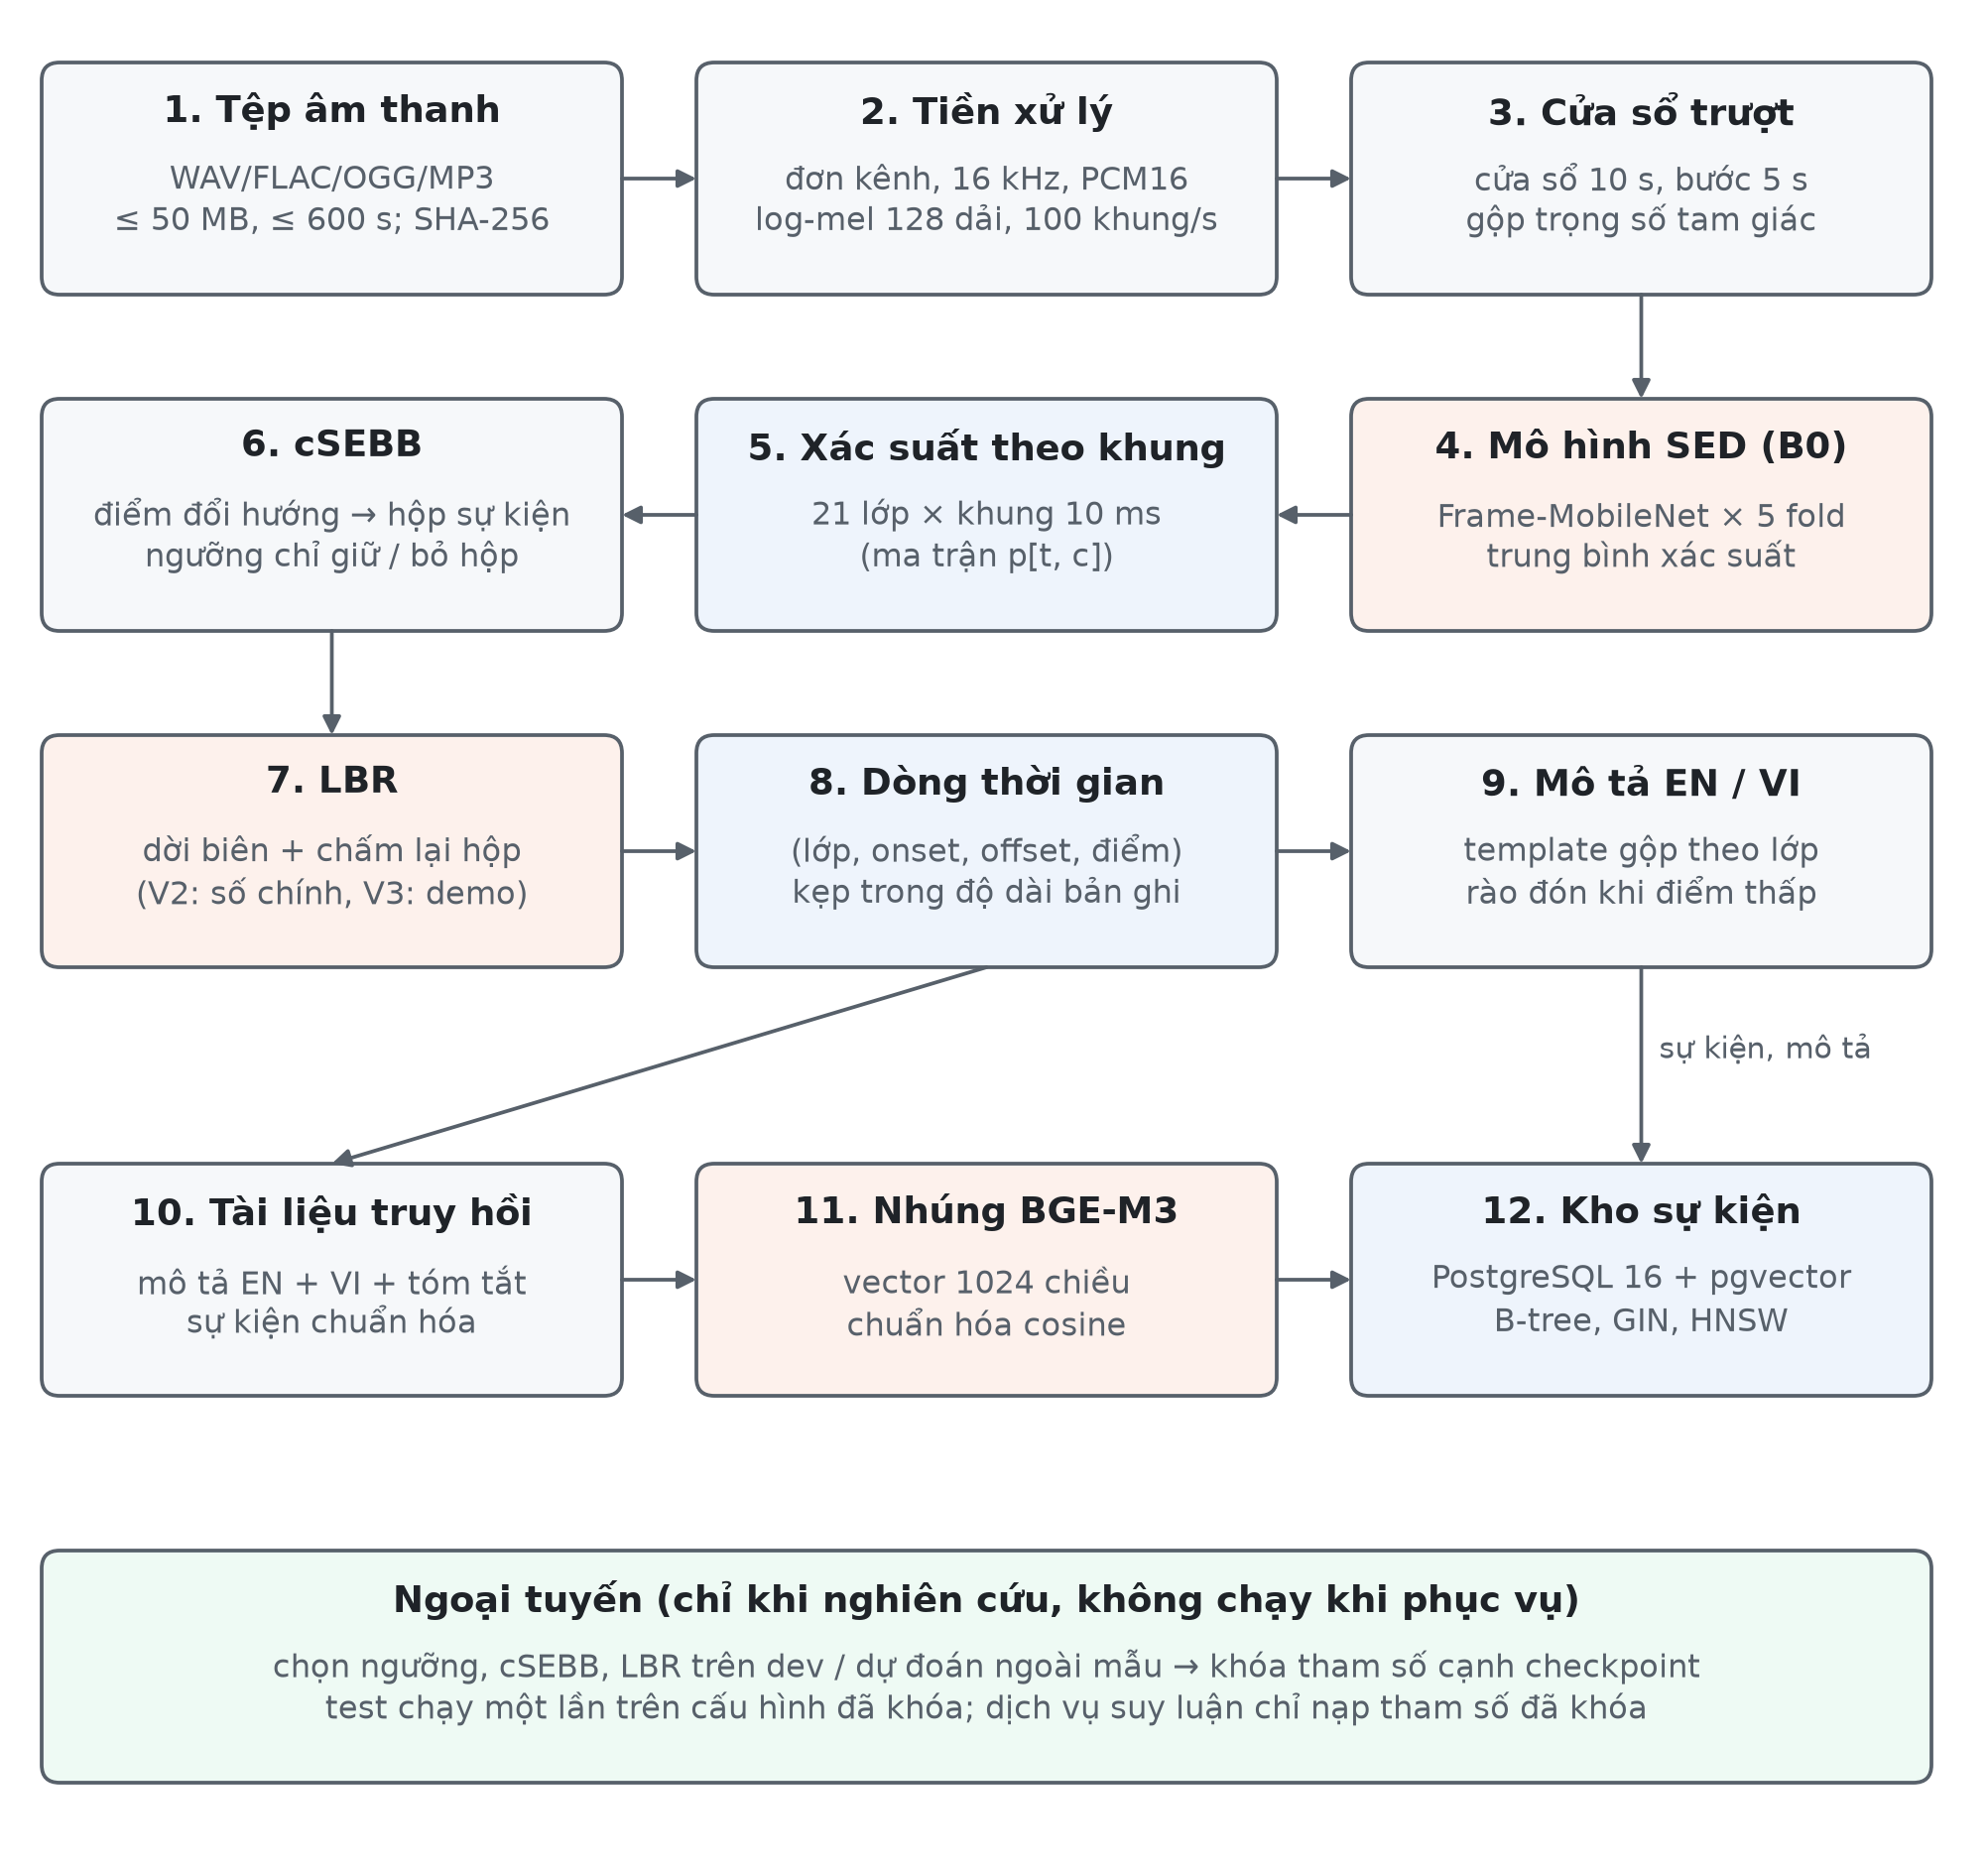 1. Tệp âm thanh
WAV/FLAC/OGG/MP3
≤ 50 MB, ≤ 600 s; SHA-256
2. Tiền xử lý
đơn kênh, 16 kHz, PCM16
log-mel 128 dải, 100 khung/s
3. Cửa sổ trượt
cửa sổ 10 s, bước 5 s
gộp trọng số tam giác
6. cSEBB
điểm đổi hướng → hộp sự kiện
ngưỡng chỉ giữ / bỏ hộp
5. Xác suất theo khung
21 lớp × khung 10 ms
(ma trận p[t, c])
4. Mô hình SED (B0)
Frame-MobileNet × 5 fold
trung bình xác suất
7. LBR
dời biên + chấm lại hộp
(V2: số chính, V3: demo)
8. Dòng thời gian
(lớp, onset, offset, điểm)
kẹp trong độ dài bản ghi
9. Mô tả EN / VI
template gộp theo lớp
rào đón khi điểm thấp
sự kiện, mô tả
10. Tài liệu truy hồi
mô tả EN + VI + tóm tắt
sự kiện chuẩn hóa
11. Nhúng BGE-M3
vector 1024 chiều
chuẩn hóa cosine
12. Kho sự kiện
PostgreSQL 16 + pgvector
B-tree, GIN, HNSW
Ngoại tuyến (chỉ khi nghiên cứu, không chạy khi phục vụ)
chọn ngưỡng, cSEBB, LBR trên dev / dự đoán ngoài mẫu → khóa tham số cạnh checkpoint
test chạy một lần trên cấu hình đã khóa; dịch vụ suy luận chỉ nạp tham số đã khóa